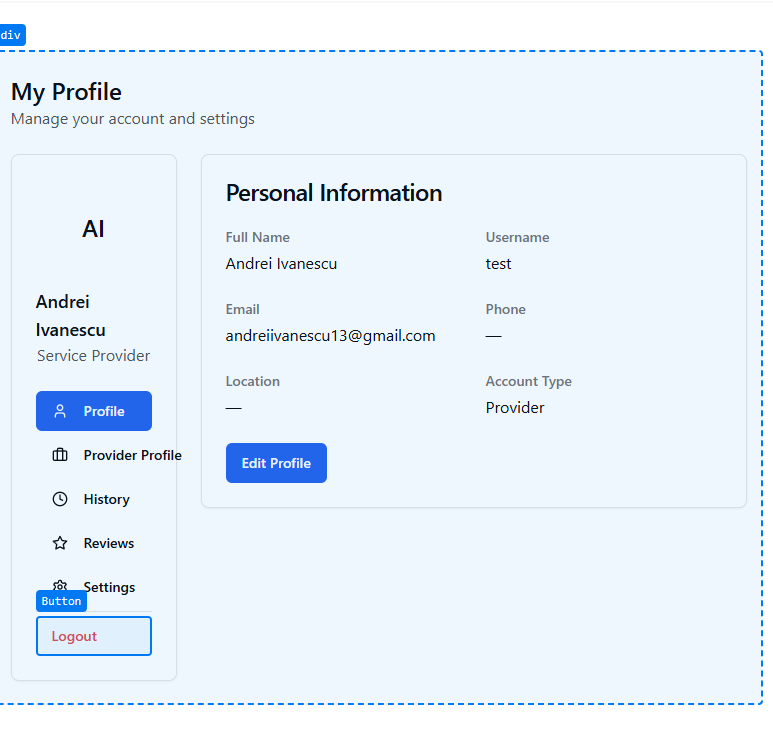 div
My Profile
Manage your account and settings
AI
Andrei
Ivanescu
Service Provider
Profile
Provider Profile
History
Reviews
Settings
Button
Logout
Personal Information
Full Name
Andrei Ivanescu
Username
test
Email
andreiivanescu13@gmail.com
Phone
—
Location
—
Account Type
Provider
Edit Profile